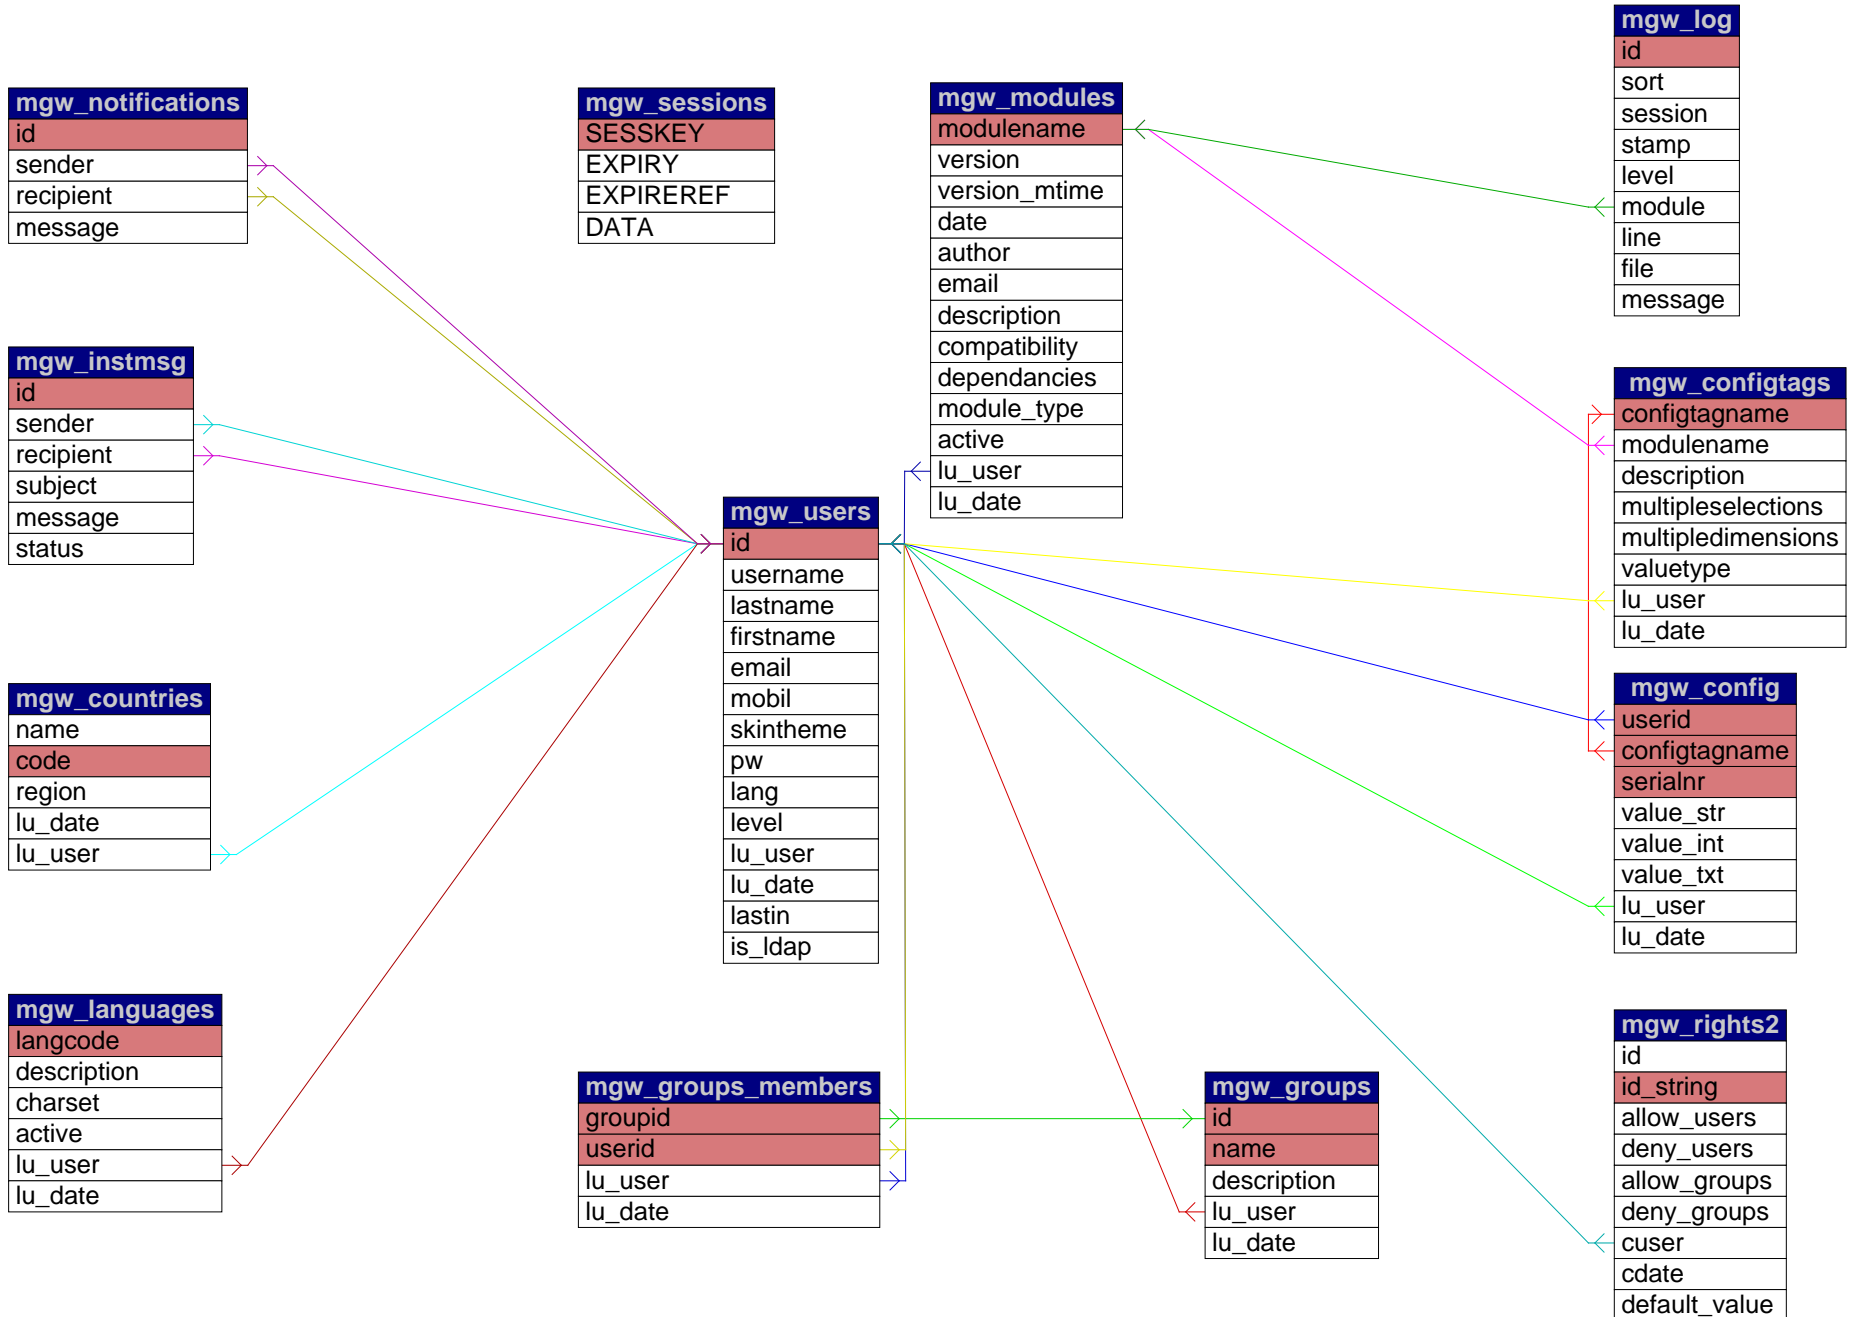 mgw_log
id
sort
session
stamp
level
module
line
file
message
mgw_notifications
id
sender
recipient
message
mgw_sessions
SESSKEY
EXPIRY
EXPIREREF
DATA
mgw_modules
modulename
version
version_mtime
date
author
email
description
compatibility
dependancies
module_type
active
lu_user
lu_date
mgw_instmsg
id
sender
recipient
subject
message
status
mgw_configtags
configtagname
modulename
description
multipleselections
multipledimensions
valuetype
lu_user
lu_date
mgw_users
id
username
lastname
firstname
email
mobil
skintheme
pw
lang
level
lu_user
lu_date
lastin
is_ldap
mgw_countries
name
code
region
lu_date
lu_user
mgw_config
userid
configtagname
serialnr
value_str
value_int
value_txt
lu_user
lu_date
mgw_languages
langcode
description
charset
active
lu_user
lu_date
mgw_groups_members
groupid
userid
lu_user
lu_date
mgw_groups
id
name
description
lu_user
lu_date
mgw_rights2
id
id_string
allow_users
deny_users
allow_groups
deny_groups
cuser
cdate
default_value